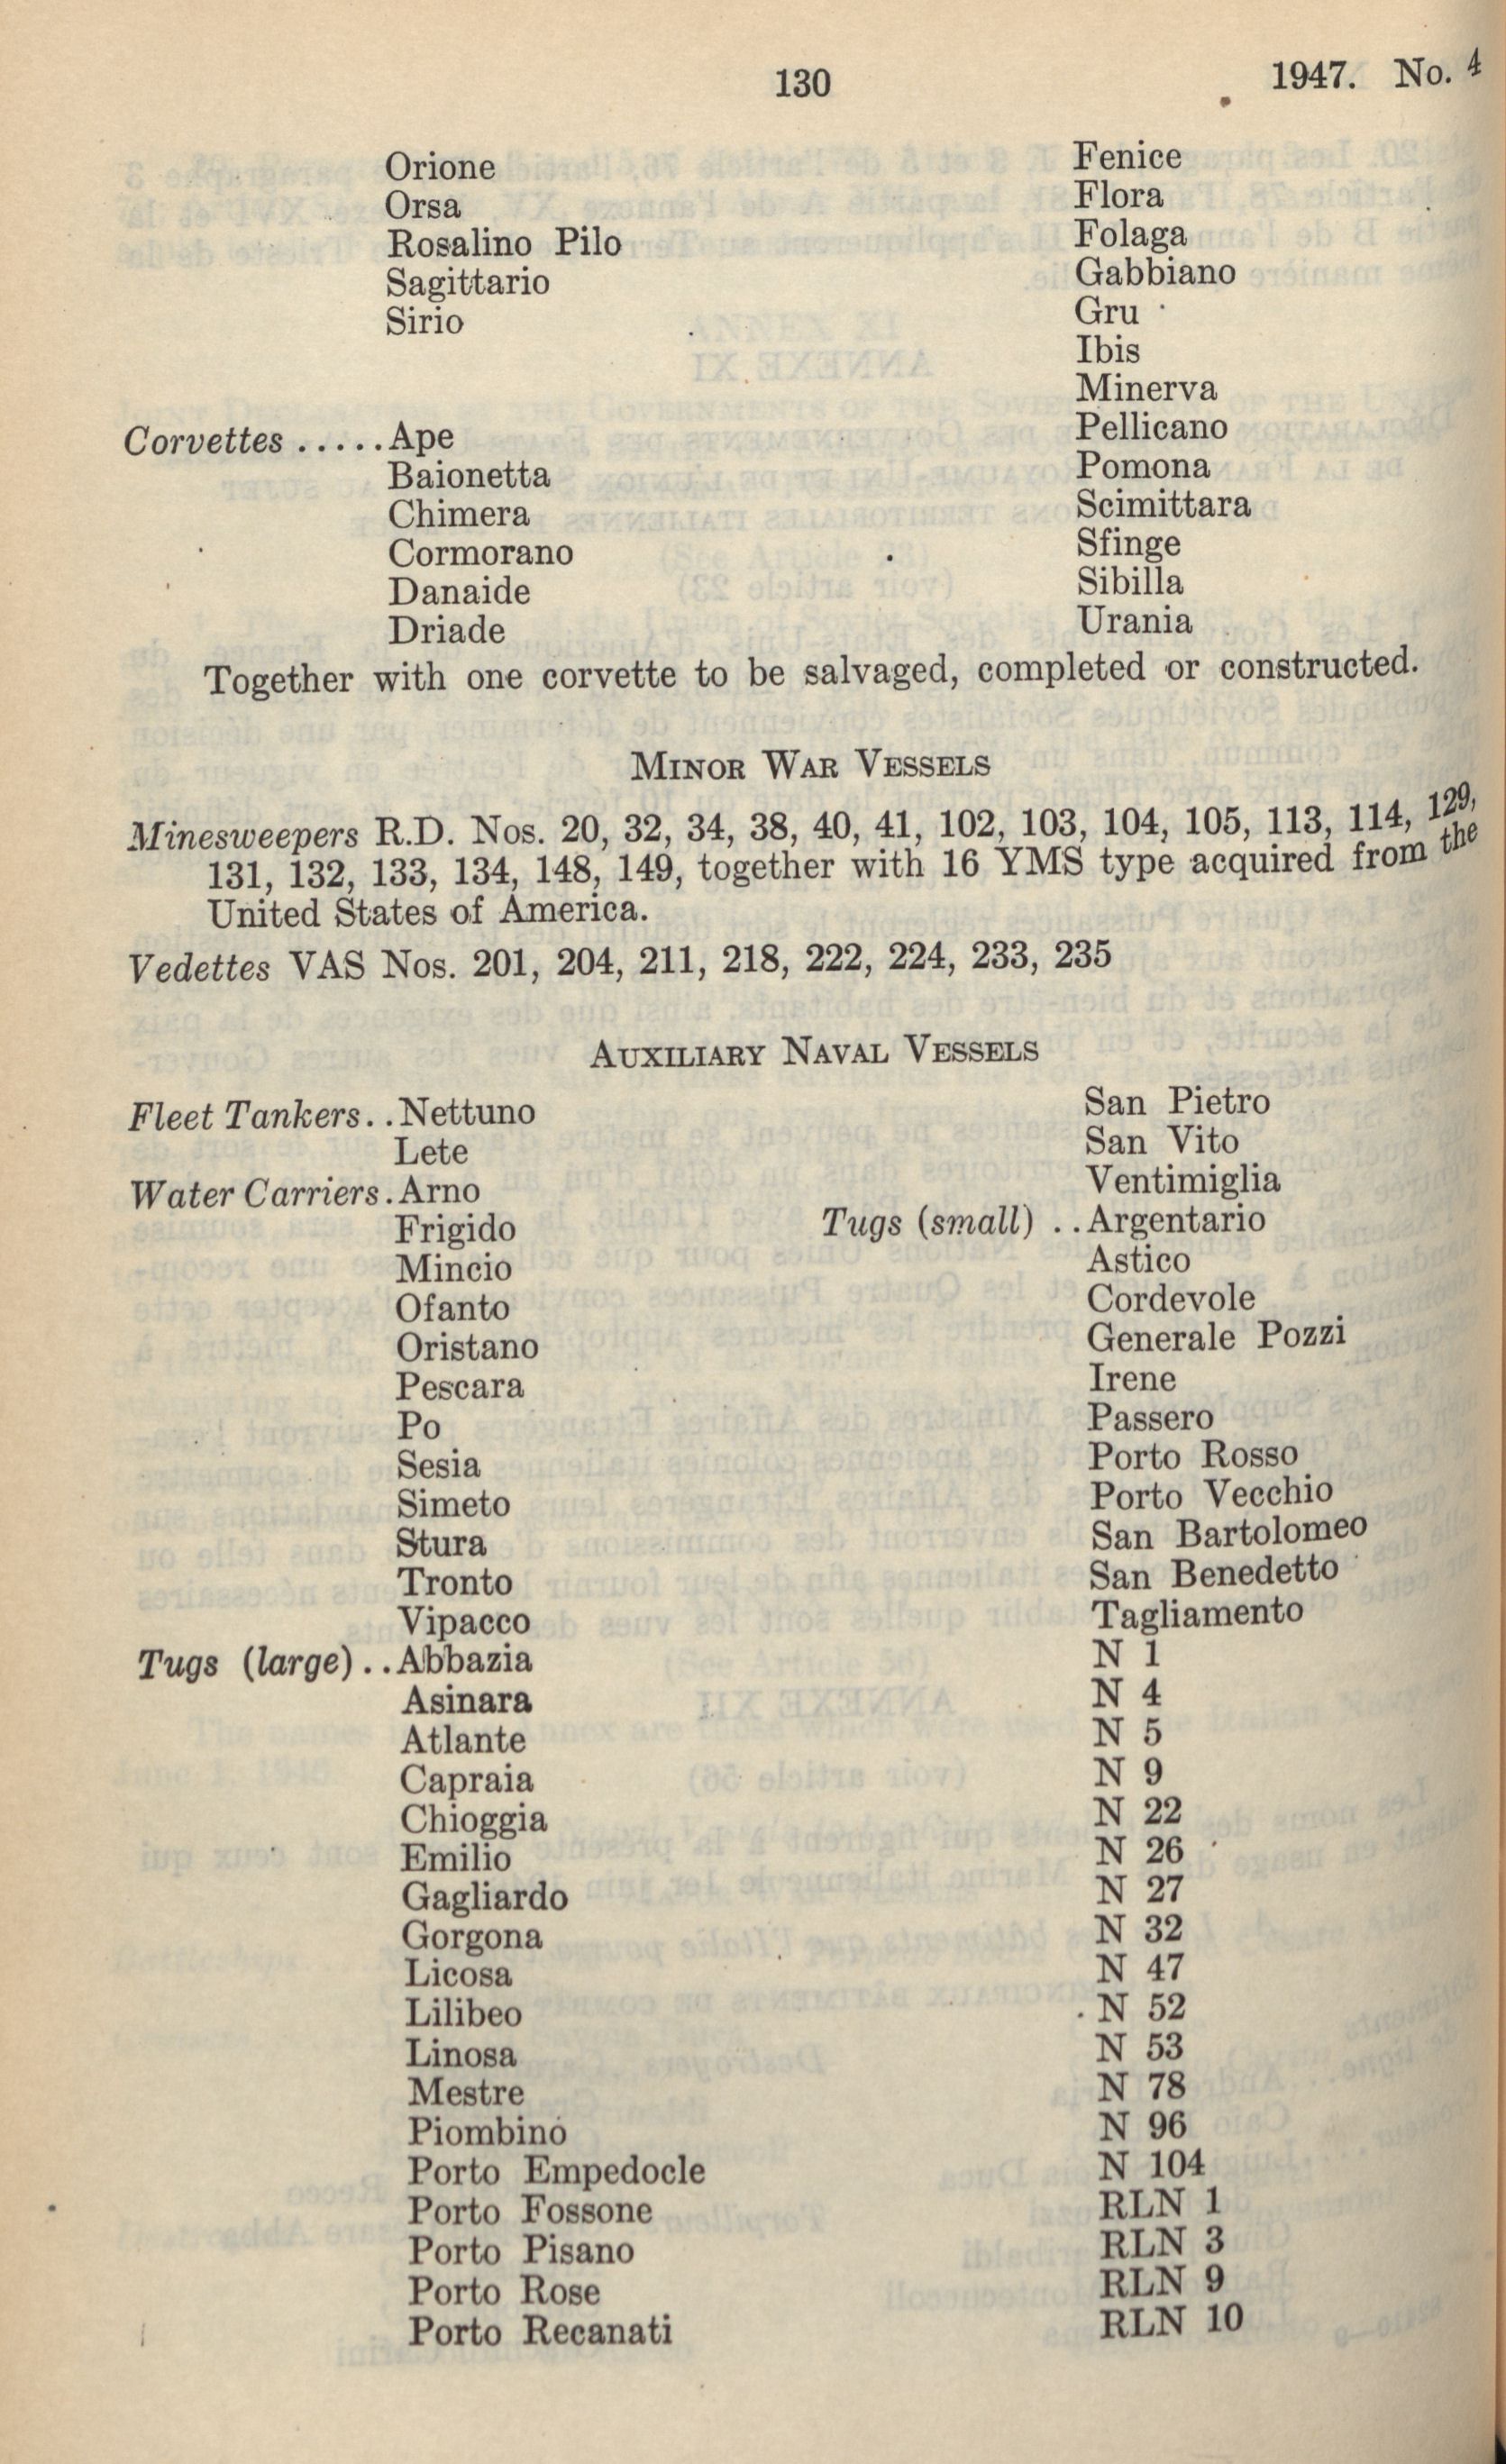 130
1947. No. 4
Orione
Orsa
Rosalino Pilo
Sagittario
Sirio
Corvettes ..... Ape
Baionetta
Chimera
Cormorano
Danaide
Driade
Fenice
Flora
Folaga
Gabbiano
Gru
Ibis
Minerva
Pellicano
Pomona
Scimittara
Sfinge
Sibilla
Urania
Together with one corvette to be salvaged, completed or constructed.
MINOR WAR VESSELS
Minesweepers R.D. Nos. 20, 32, 34, 38, 40, 41, 102, 103, 104, 105, 113, 114, 129,
131, 132, 133, 134, 148, 149, together with 16 YMS type acquired from the
United States of America.
Vedettes VAS Nos. 201, 204, 211, 218, 222, 224, 233, 235
AUXILIARY NAVAL VESSELS
Fleet Tankers.. Nettuno
Lete
Water Carriers. Arno
Frigido
Mincio
Ofanto
Oristano
Pescara
Po
Sesia
Simeto
Stura
Tronto
Vipacco
Tugs (large).. Abbazia
Asinara
Atlante
Capraia
Chioggia
Emilio
Gagliardo
Gorgona
Licosa
Lilibeo
Linosa
Mestre
Piombino
Porto Empedocle
Porto Fossone
Porto Pisano
Porto Rose
Porto Recanati
San Pietro
San Vito
Ventimiglia
Tugs (small) .. Argentario
Astico
Cordevole
Generale Pozzi
Irene
Passero
Porto Rosso
Porto Vecchio
San Bartolomeo
San Benedetto
Tagliamento
N 1
N 4
N 5
N 9
N 22
N 26
N 27
N 32
N 47
N 52
N 53
N 78
N 96
N 104
RLN 1
RLN 3
RLN 9
RLN 10